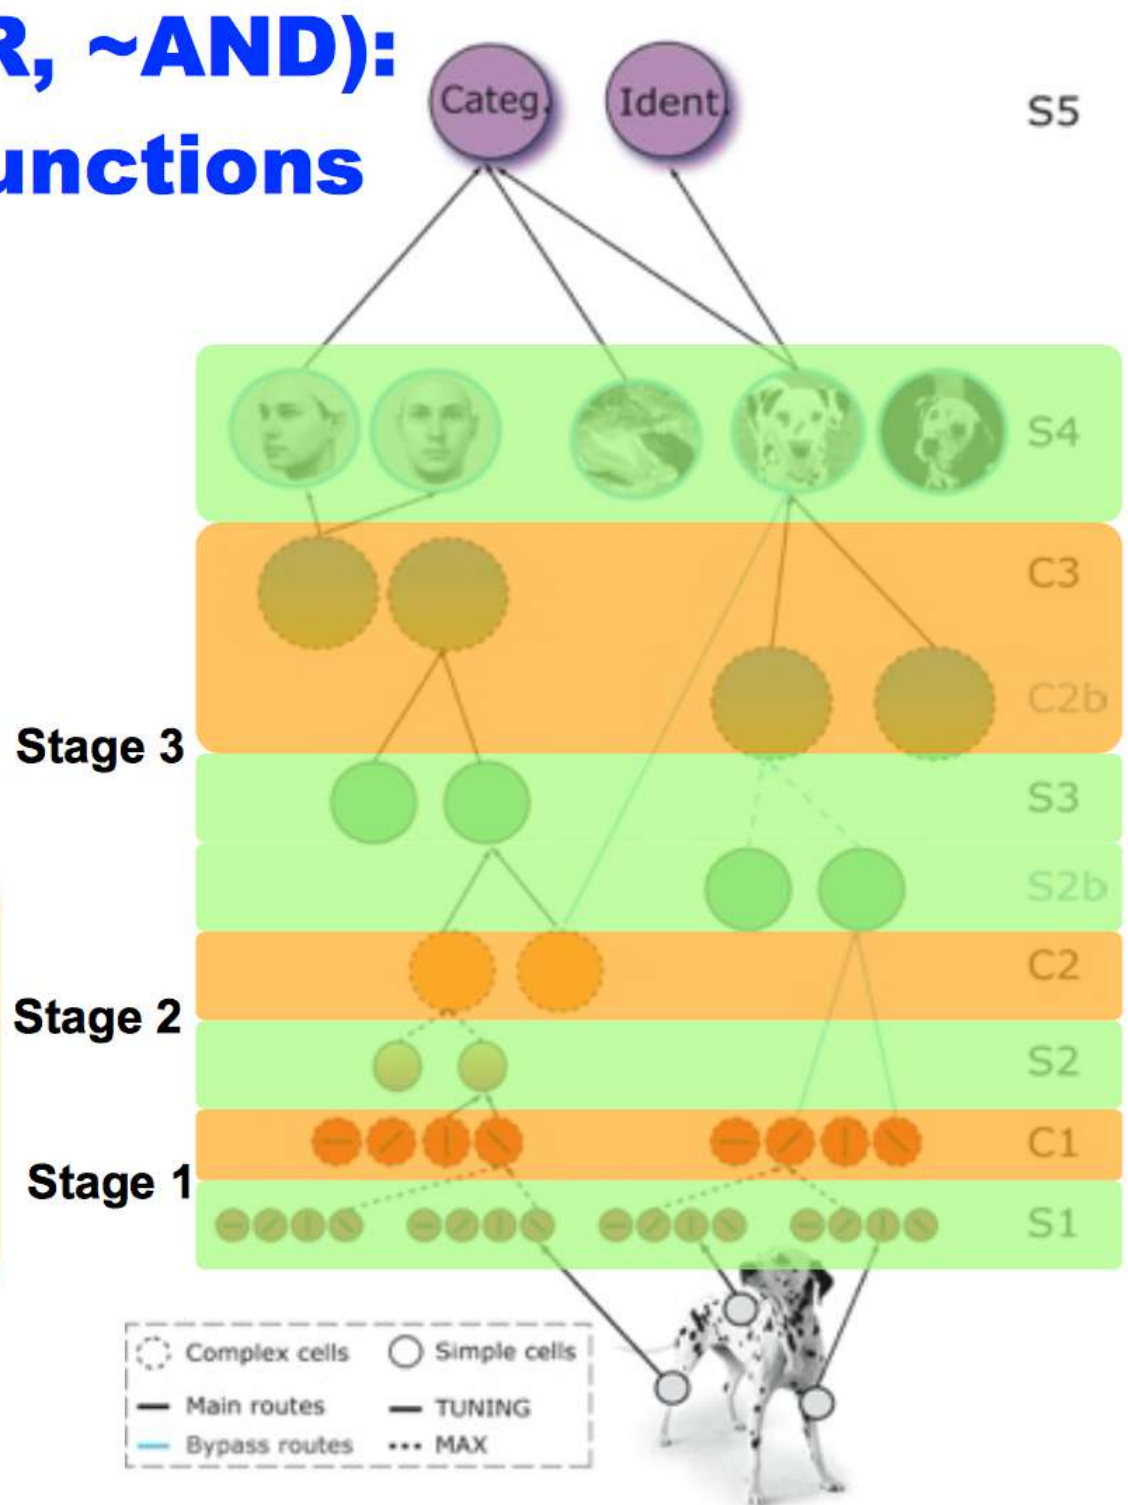 R, ~AND):
unctions
Categ.
Ident.
S5
S4
C3
C2b
Stage 3
S3
S2b
C2
Stage 2
S2
C1
Stage 1
S1
Complex cells
Simple cells
Main routes
TUNING
Bypass routes
MAX